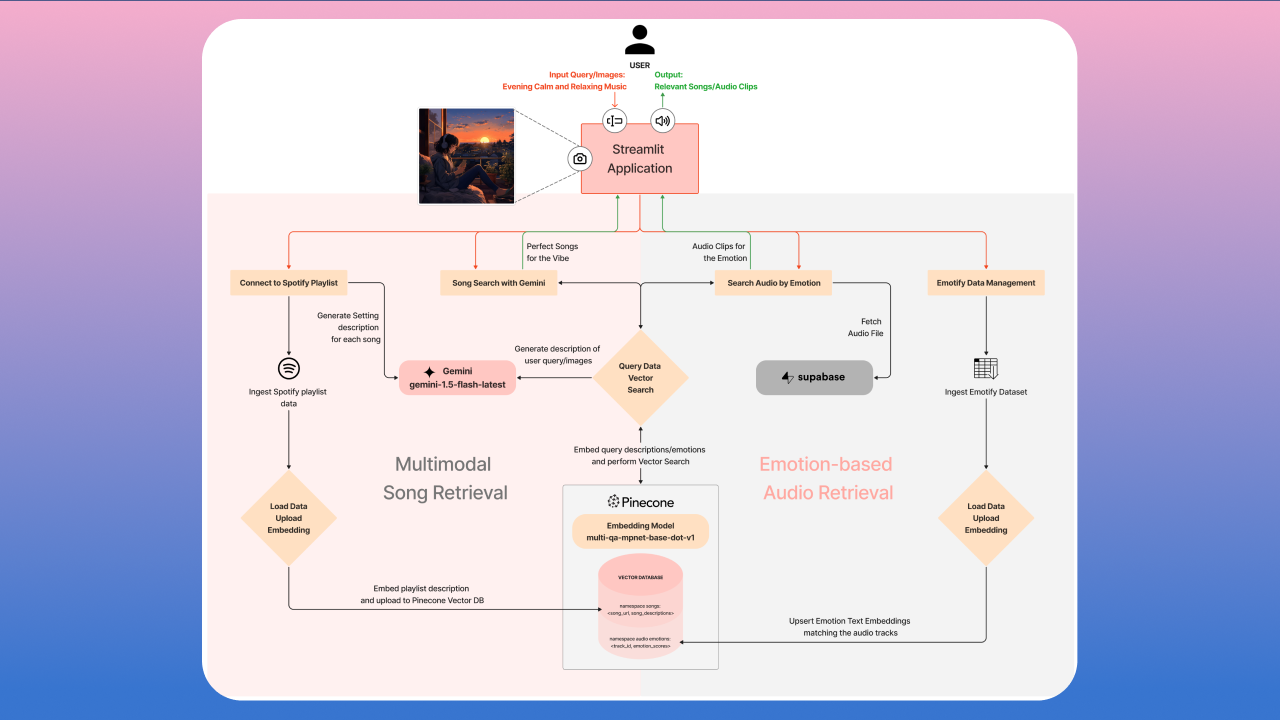 USER
Input Query/Images:
Evening Calm and Relaxing Music
Output:
Relevant Songs/Audio Clips
Streamlit
Application
Perfect Songs
for the Vibe
Audio Clips for
the Emotion
Connect to Spotify Playlist
Song Search with Gemini
Search Audio by Emotion
Emotify Data Management
Generate Setting
description
for each song
Fetch
Audio File
Generate description of
user query/images
Gemini
gemini-1.5-flash-latest
Query Data
Vector
Search
supabase
Ingest Spotify playlist
data
Ingest Emotify Dataset
Embed query descriptions/emotions
and perform Vector Search
Multimodal
Song Retrieval
Emotion-based
Audio Retrieval
Load Data
Upload
Embedding
Pinecone
Embedding Model
multi-qa-mpnet-base-dot-v1
Load Data
Upload
Embedding
VECTOR DATABASE
namespace songs:
<song_url, song_descriptions>
namespace audio emotions:
<track_id, emotion_scores>
Embed playlist description
and upload to Pinecone Vector DB
Upsert Emotion Text Embeddings
matching the audio tracks